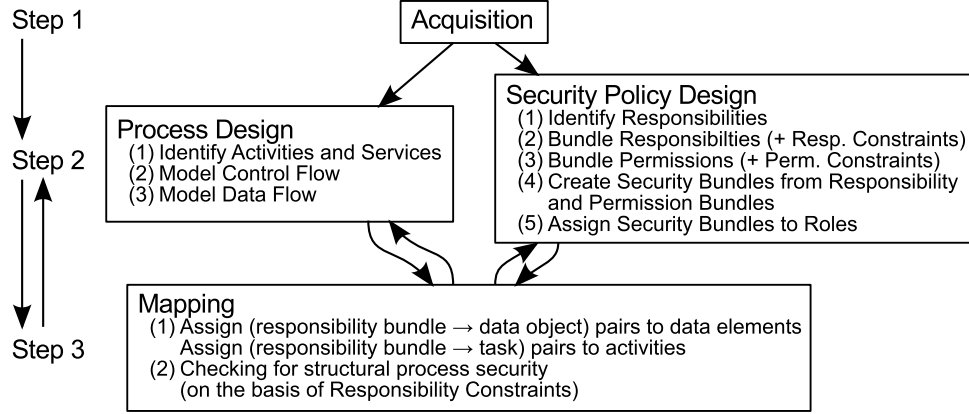 Step 1
Acquisition
Step 2
Process Design
(1) Identify Activities and Services
(2) Model Control Flow
(3) Model Data Flow
Security Policy Design
(1) Identify Responsibilities
(2) Bundle Responsibilties (+ Resp. Constraints)
(3) Bundle Permissions (+ Perm. Constraints)
(4) Create Security Bundles from Responsibility
and Permission Bundles
(5) Assign Security Bundles to Roles
Step 3
Mapping
(1) Assign (responsibility bundle → data object) pairs to data elements
Assign (responsibility bundle → task) pairs to activities
(2) Checking for structural process security
(on the basis of Responsibility Constraints)